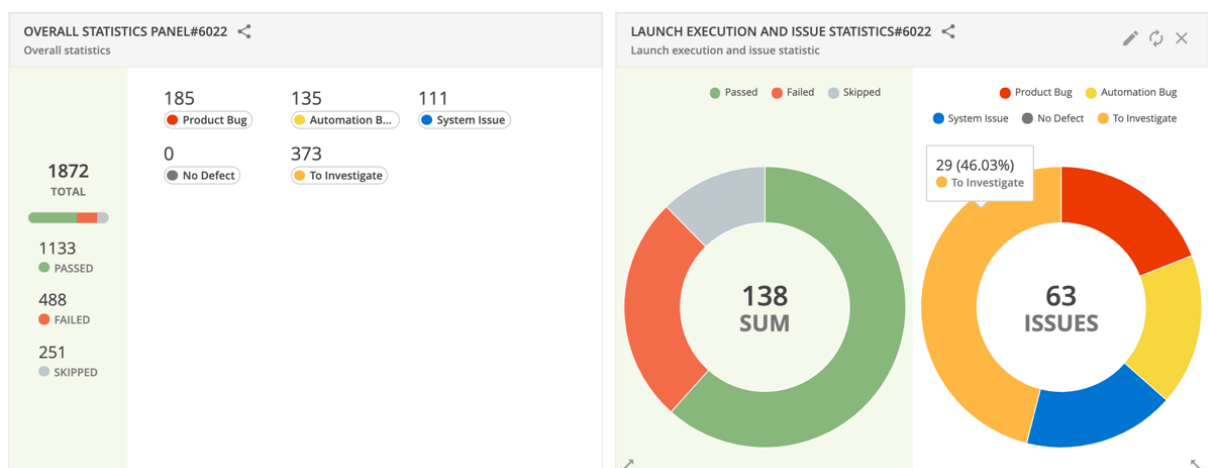 OVERALL STATISTICS PANEL#6022
Overall statistics
1872
TOTAL
1133
PASSED
488
FAILED
251
SKIPPED
185 135 111
Product Bug Automation B... System Issue
0 373
No Defect To Investigate
LAUNCH EXECUTION AND ISSUE STATISTICS#6022
Launch execution and issue statistic
Passed Failed Skipped
138
SUM
Product Bug Automation Bug
System Issue No Defect To Investigate
29 (46.03%)
To Investigate
63
ISSUES